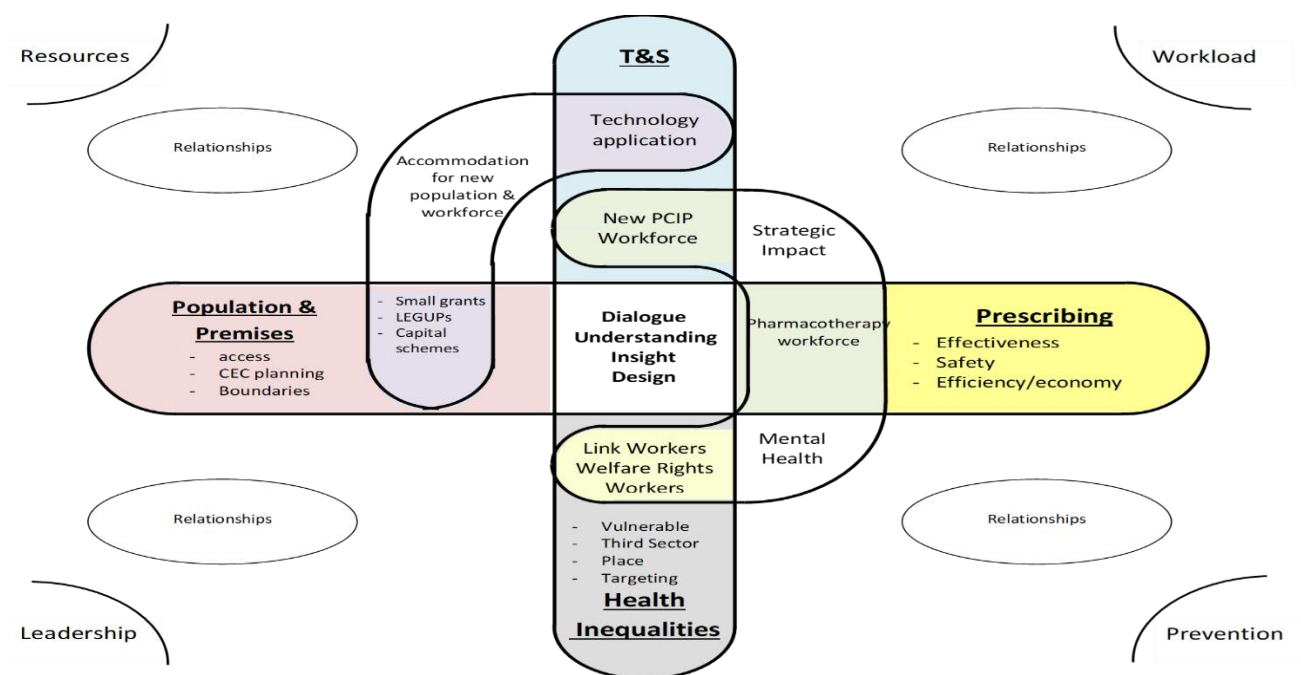 Resources
T&S
Workload
Technology
application
Relationships
Relationships
Accommodation
for new
population &
workforce
New PCIP
Workforce
Strategic
Impact
Population &
Premises
- access
- CEC planning
- Boundaries
- Small grants
- LEGUPs
- Capital
schemes
Dialogue
Understanding
Insight
Design
Pharmacotherapy
workforce
Prescribing
- Effectiveness
- Safety
- Efficiency/economy
Link Workers
Welfare Rights
Workers
Mental
Health
Relationships
Relationships
- Vulnerable
- Third Sector
- Place
- Targeting
Health
Inequalities
Leadership
Prevention